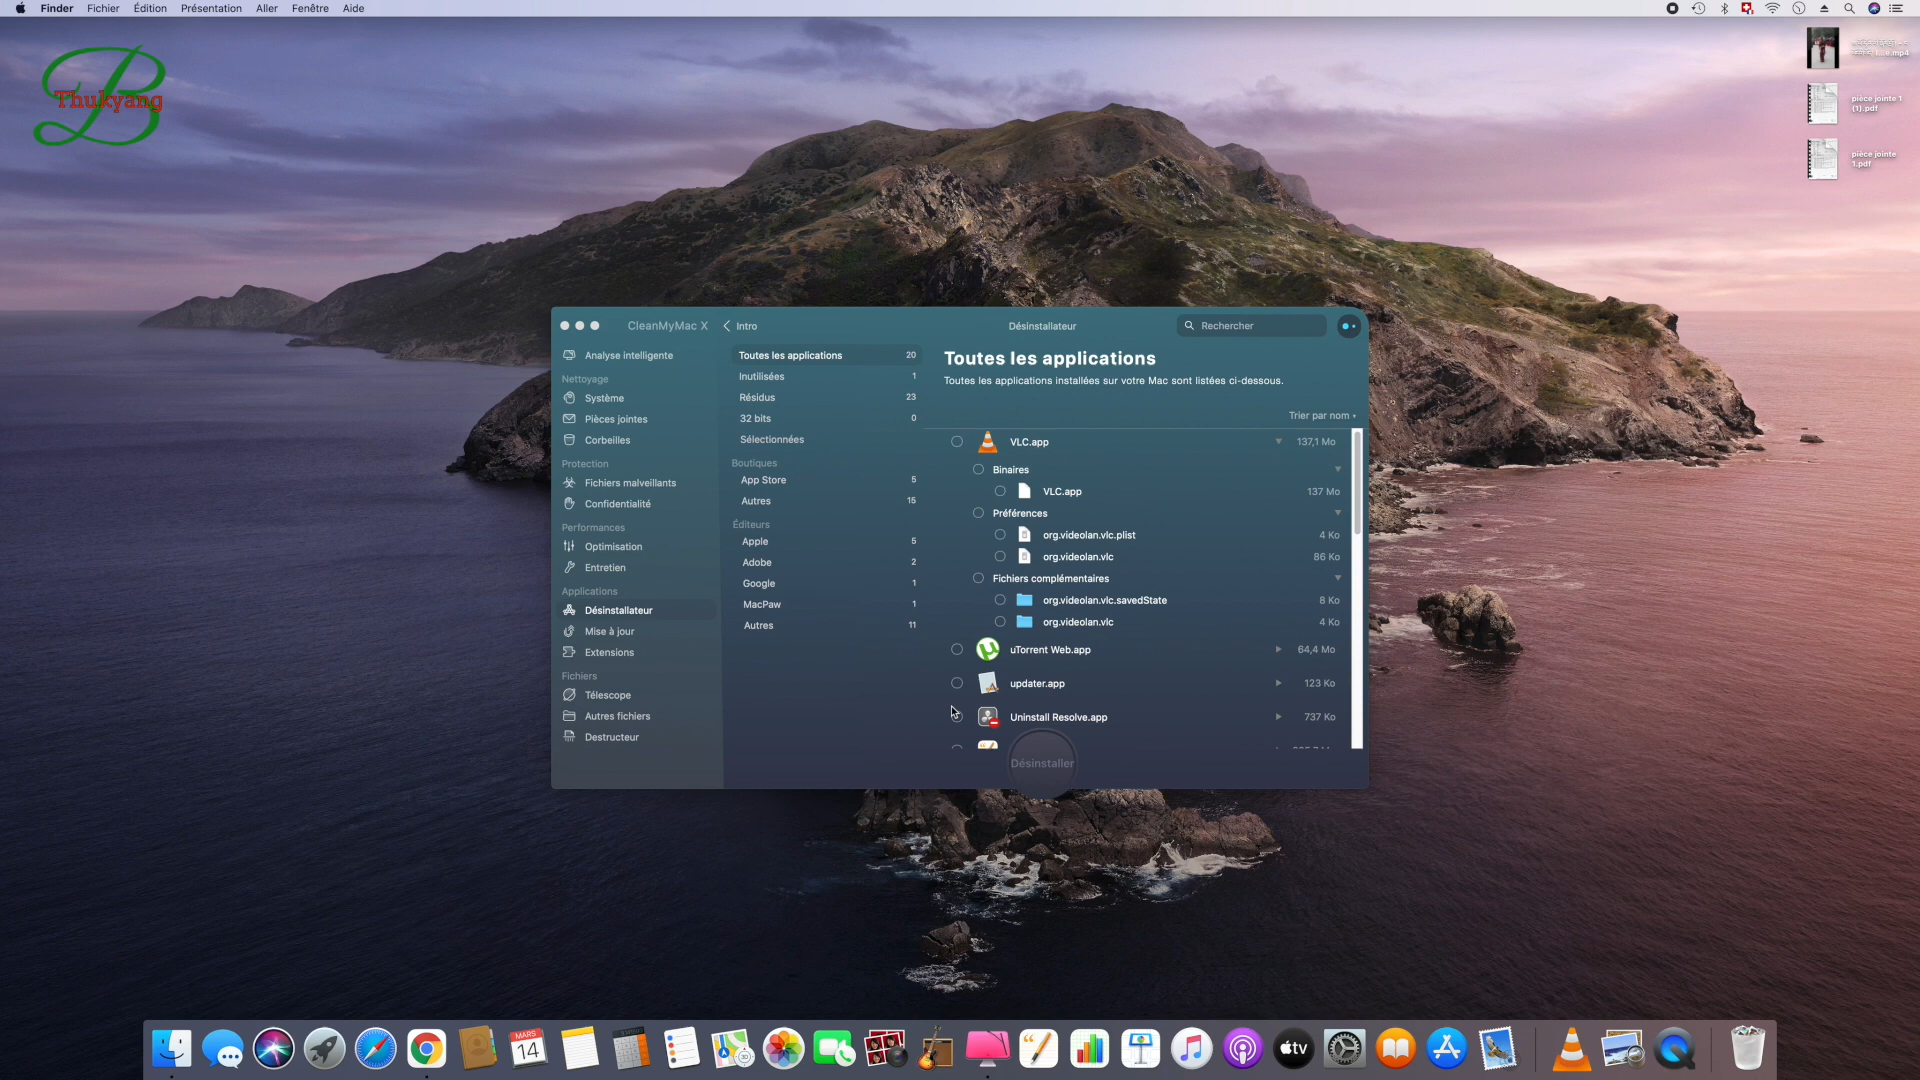 Finder Fichier Édition Présentation Aller Fenêtre Aide
Thukyang
B
pièce jointe 1
(1).pdf
pièce jointe
1.pdf
CleanMyMac X
Intro
Désinstallateur
Rechercher
Analyse intelligente
Nettoyage
Système
Pièces jointes
Corbeilles
Protection
Fichiers malveillants
Confidentialité
Performances
Optimisation
Entretien
Applications
Désinstallateur
Mise à jour
Extensions
Fichiers
Télescope
Autres fichiers
Destructeur
Toutes les applications 20
Inutilisées 1
Résidus 23
32 bits 0
Sélectionnées
Boutiques
App Store 5
Autres 15
Éditeurs
Apple 5
Adobe 2
Google 1
MacPaw 1
Autres 11
Toutes les applications
Toutes les applications installées sur votre Mac sont listées ci-dessous.
Trier par nom
VLC.app 137,1 Mo
Binaires
VLC.app 137 Mo
Préférences
org.videolan.vlc.plist 4 Ko
org.videolan.vlc 86 Ko
Fichiers complémentaires
org.videolan.vlc.savedState 8 Ko
org.videolan.vlc 4 Ko
uTorrent Web.app 64,4 Mo
updater.app 123 Ko
Uninstall Resolve.app 737 Ko
Désinstaller
MARS
14
tv